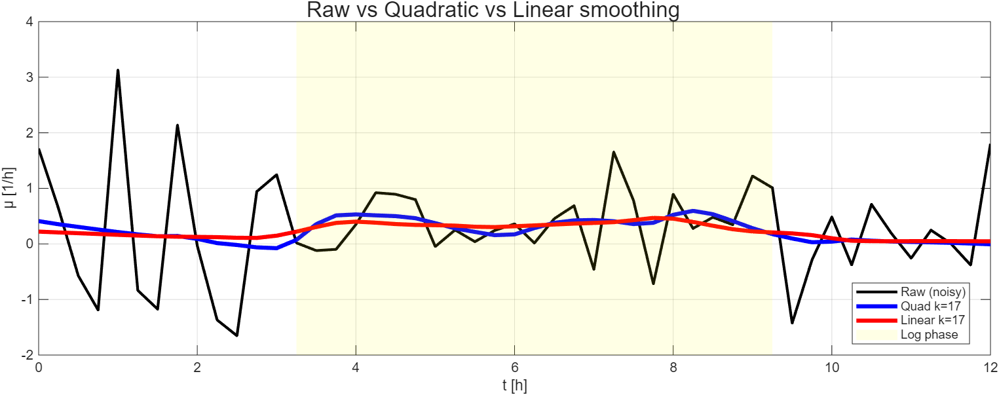 Raw vs Quadratic vs Linear smoothing
4
3
2
1
0
-1
-2
μ [1/h]
0 2 4 6 8 10 12
t [h]
Raw (noisy)
Quad k=17
Linear k=17
Log phase